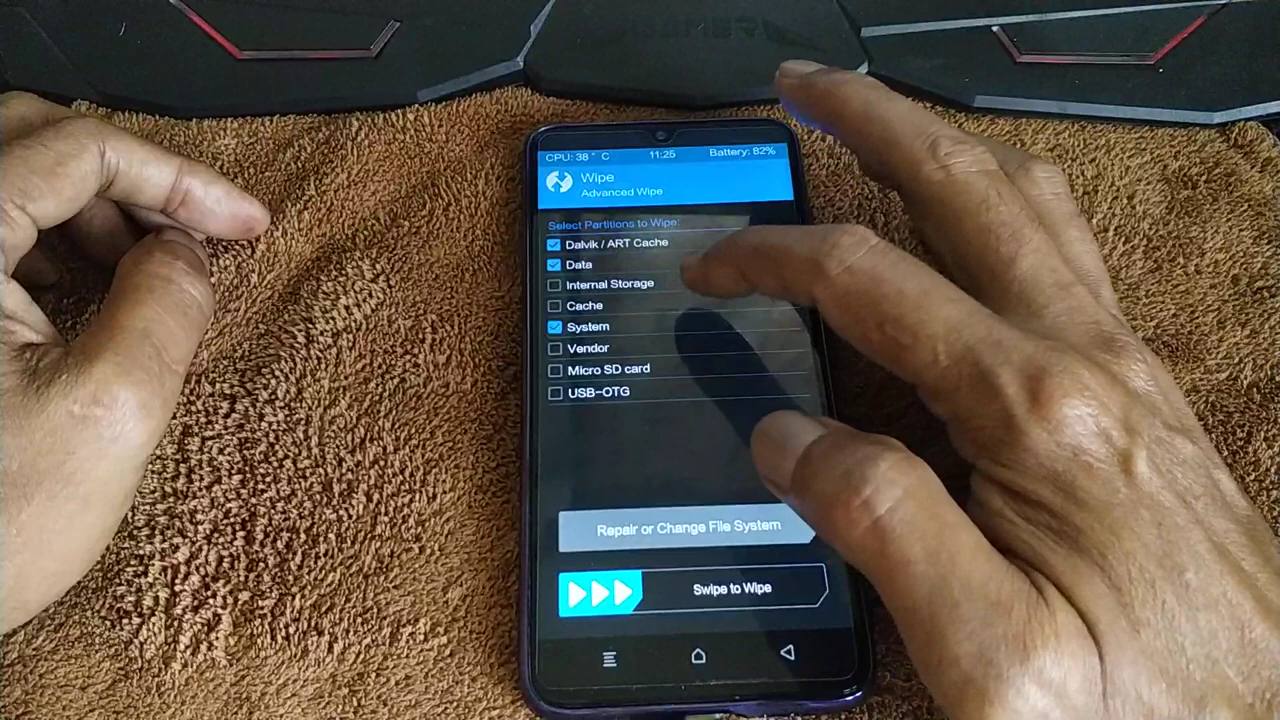 GAMER
CPU: 38° C 11:25 Battery: 82%
Wipe
Advanced Wipe
Select Partitions to Wipe:
Dalvik / ART Cache
Data
Internal Storage
Cache
System
Vendor
Micro SD card
USB-OTG
Repair or Change File System
Swipe to Wipe